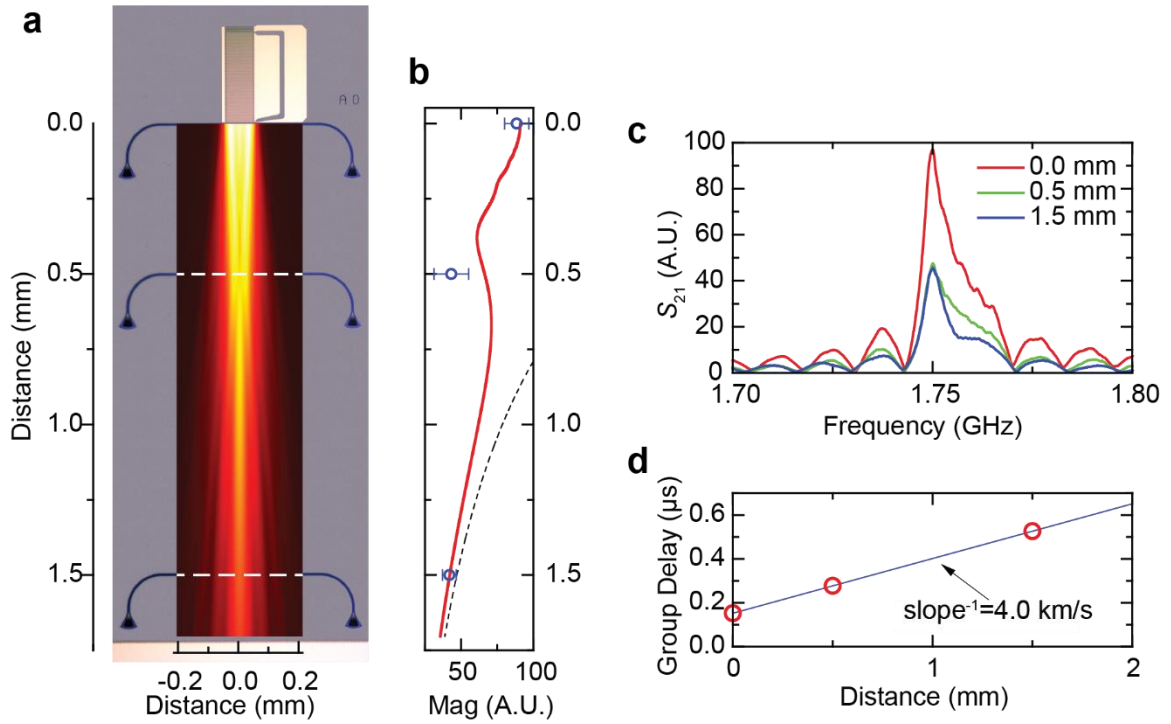 a
A 0
0.0
0.5
1.0
1.5
Distance (mm)
-0.2 0.0 0.2
Distance (mm)
b
0.0
0.5
1.0
1.5
50 100
Mag (A.U.)
c
100
80
60
40
20
0
S21 (A.U.)
0.0 mm
0.5 mm
1.5 mm
1.70 1.75 1.80
Frequency (GHz)
d
0.6
0.4
0.2
0.0
Group Delay (µs)
slope-1=4.0 km/s
0 1 2
Distance (mm)